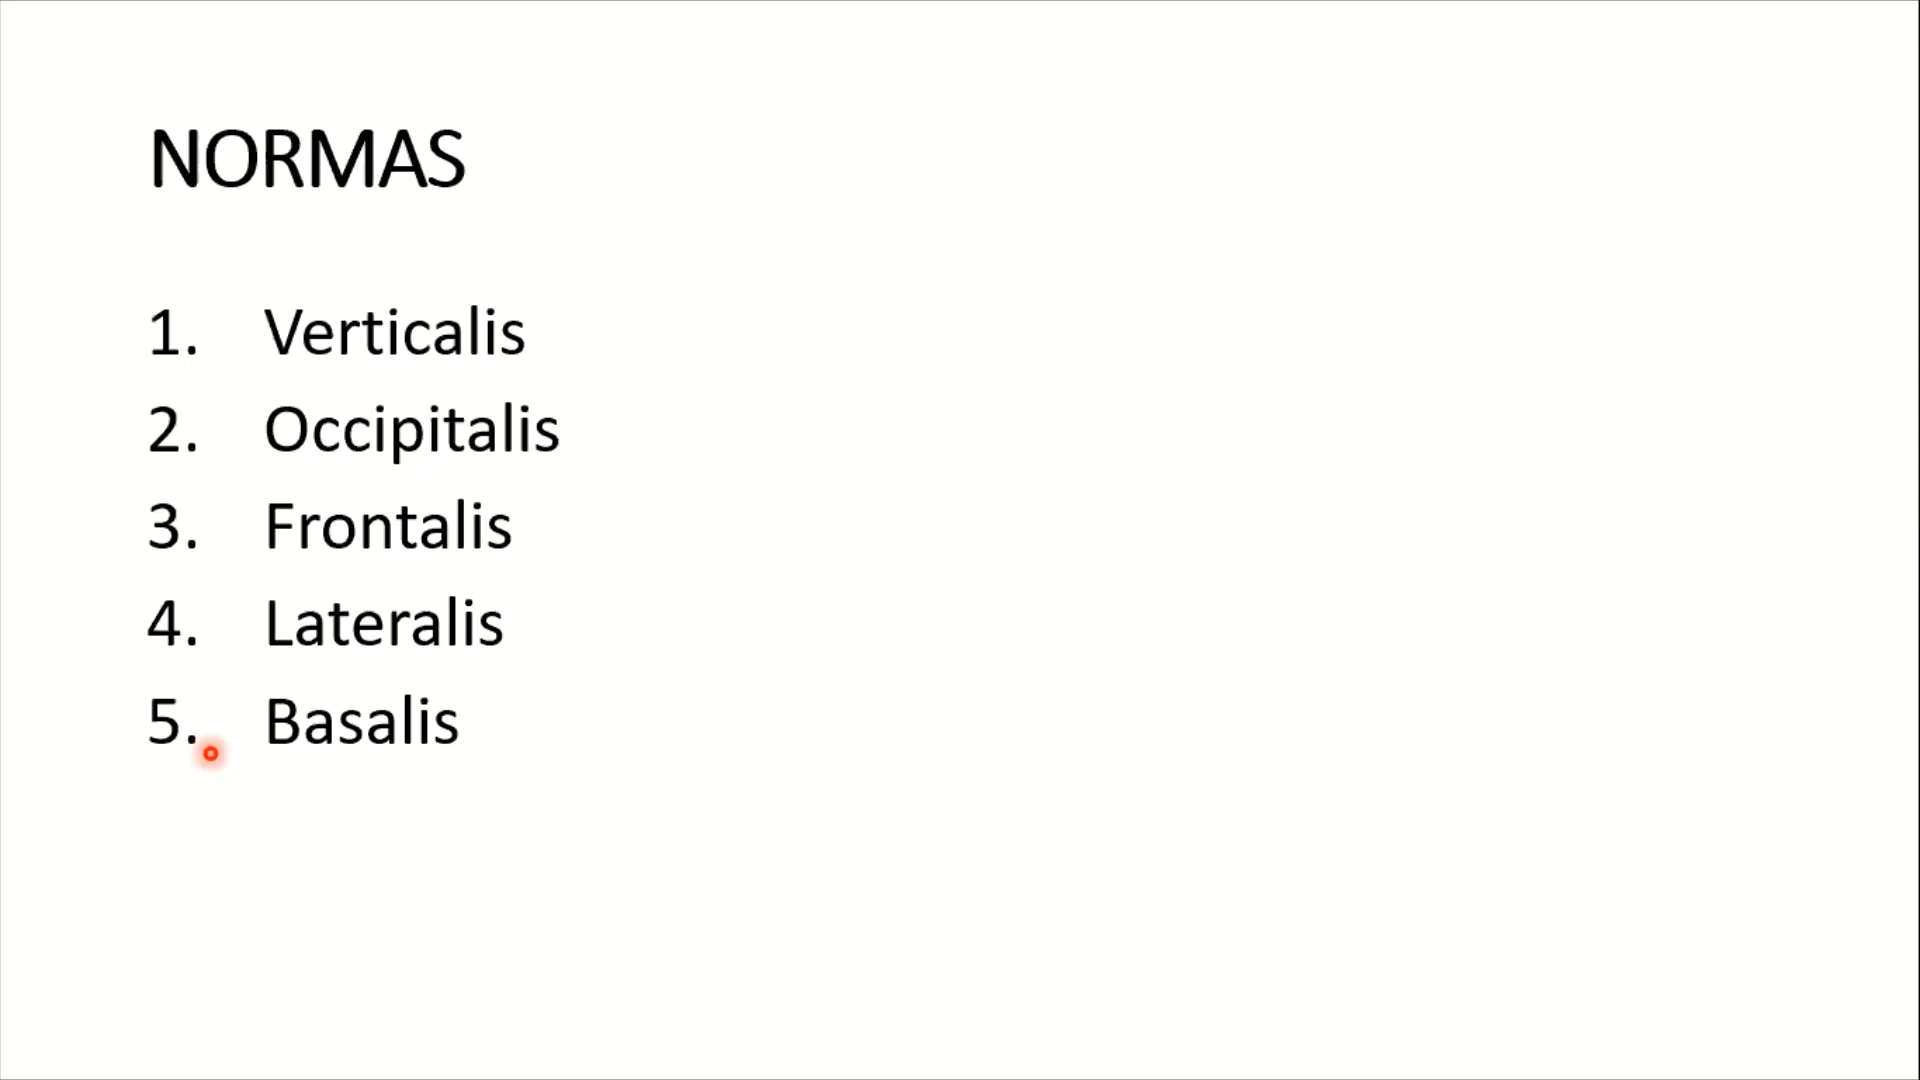 NORMAS
1. Verticalis
2. Occipitalis
3. Frontalis
4. Lateralis
5. Basalis